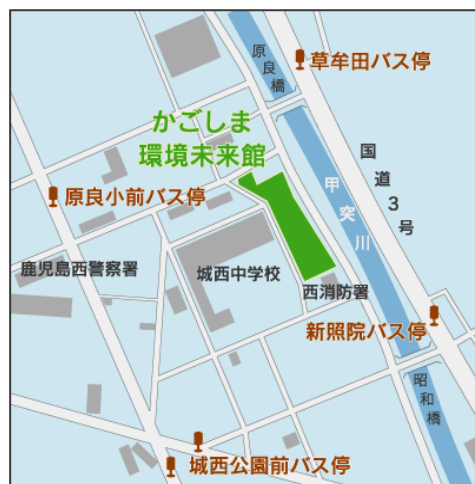 原良橋
草牟田バス停
かごしま
環境未来館
国道3号
甲突川
原良小前バス停
鹿児島西警察署
城西中学校
西消防署
新照院バス停
昭和橋
城西公園前バス停